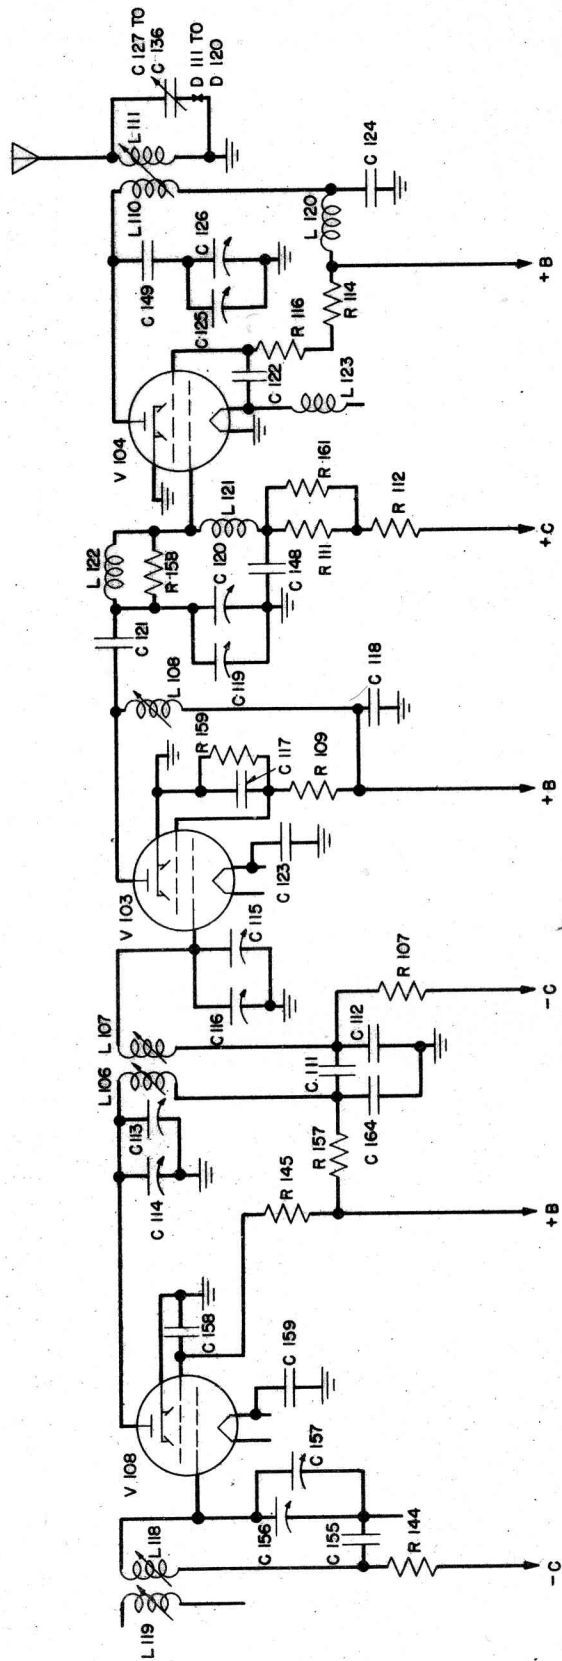 L119
L118
V 108
C 156
C 157
C 155
R 144
-C
C 158
C 159
C 114
C 113
L 106
L 107
R 145
R 157
+B
C 164
C 111
C 112
R 107
-C
C 116
C 115
V 103
C 123
R 159
C 117
R 109
+B
L 108
C 118
C 121
L 122
R 158
C 119
C 120
L 121
C 148
R 111
R 161
R 112
+C
V 104
C 122
L 123
R 116
R 114
+B
C 149
C 125
C 126
L 110
L 111
L 120
C 124
C 127 TO
C 136
D 111 TO
D 120